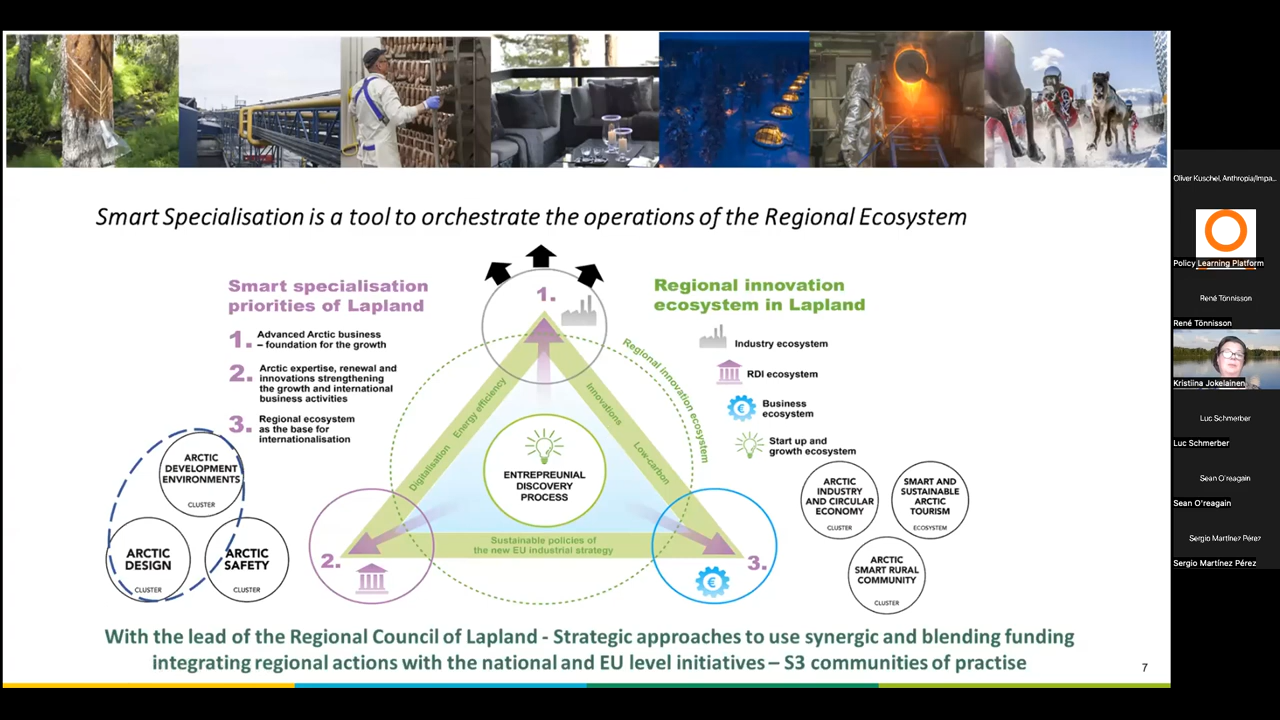 Smart Specialisation is a tool to orchestrate the operations of the Regional Ecosystem
Smart specialisation
priorities of Lapland
1. Advanced Arctic business
– foundation for the growth
2. Arctic expertise, renewal and
innovations strengthening
the growth and international
business activities
3. Regional ecosystem
as the base for
internationalisation
ARCTIC
DEVELOPMENT
ENVIRONMENTS
CLUSTER
ARCTIC
DESIGN
CLUSTER
ARCTIC
SAFETY
CLUSTER
1.
2.
3.
Digitalisation
Energy efficiency
Innovations
Low-carbon
Regional innovation ecosystem
ENTREPREUNIAL
DISCOVERY
PROCESS
Sustainable policies of
the new EU industrial strategy
Regional innovation
ecosystem in Lapland
Industry ecosystem
RDI ecosystem
Business
ecosystem
Start up and
growth ecosystem
ARCTIC
INDUSTRY
AND CIRCULAR
ECONOMY
CLUSTER
SMART AND
SUSTAINABLE
ARCTIC
TOURISM
ECOSYSTEM
ARCTIC
SMART RURAL
COMMUNITY
CLUSTER
With the lead of the Regional Council of Lapland - Strategic approaches to use synergic and blending funding
integrating regional actions with the national and EU level initiatives – S3 communities of practise
7
Oliver Kuschel, Anthropia/Impa...
Policy Learning Platform
René Tönnisson
René Tönnisson
Kristiina Jokelainen
Luc Schmerber
Luc Schmerber
Sean O'reagain
Sean O'reagain
Sergio Martínez Pérez
Sergio Martínez Pérez